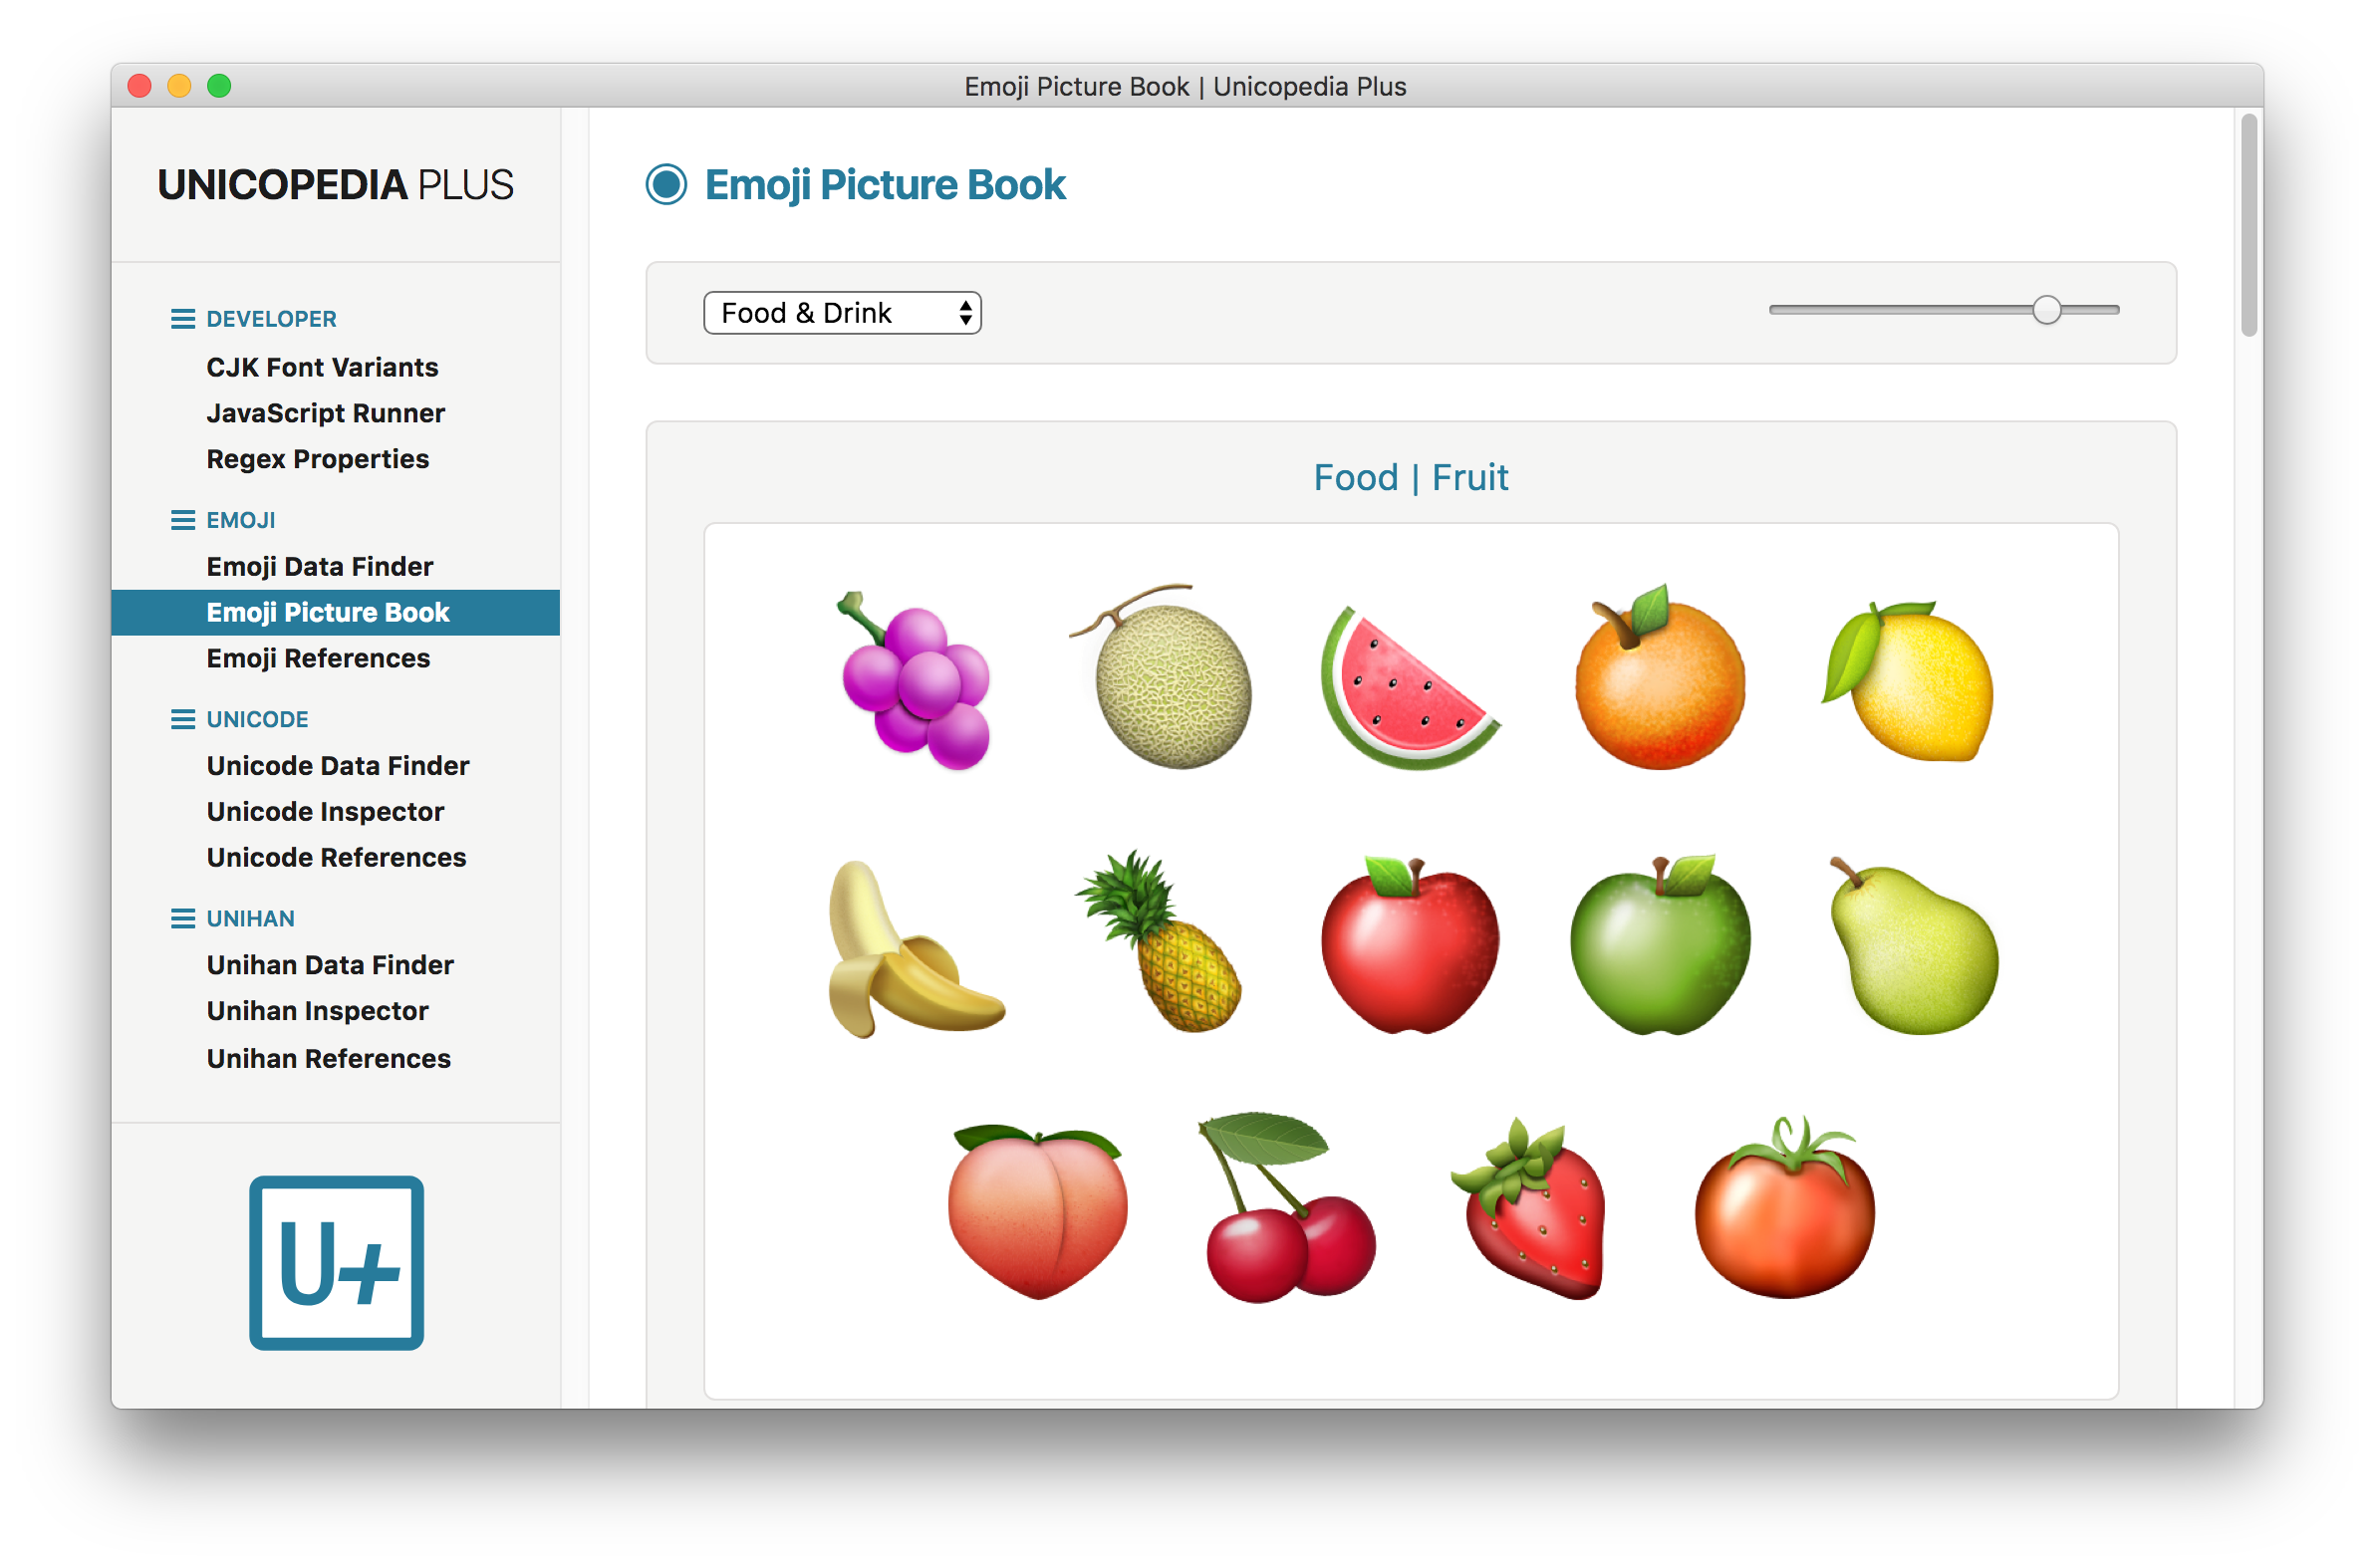 Emoji Picture Book | Unicopedia Plus
UNICOPEDIA PLUS
DEVELOPER
CJK Font Variants
JavaScript Runner
Regex Properties
EMOJI
Emoji Data Finder
Emoji Picture Book
Emoji References
UNICODE
Unicode Data Finder
Unicode Inspector
Unicode References
UNIHAN
Unihan Data Finder
Unihan Inspector
Unihan References
U+
Emoji Picture Book
Food & Drink
Food | Fruit